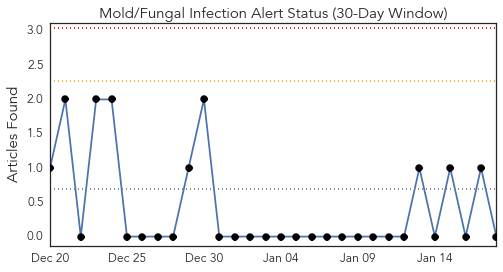 Mold/Fungal Infection Alert Status (30-Day Window)
Articles Found
3.0
2.5
2.0
1.5
1.0
0.5
0.0
Dec 20 Dec 25 Dec 30 Jan 04 Jan 09 Jan 14